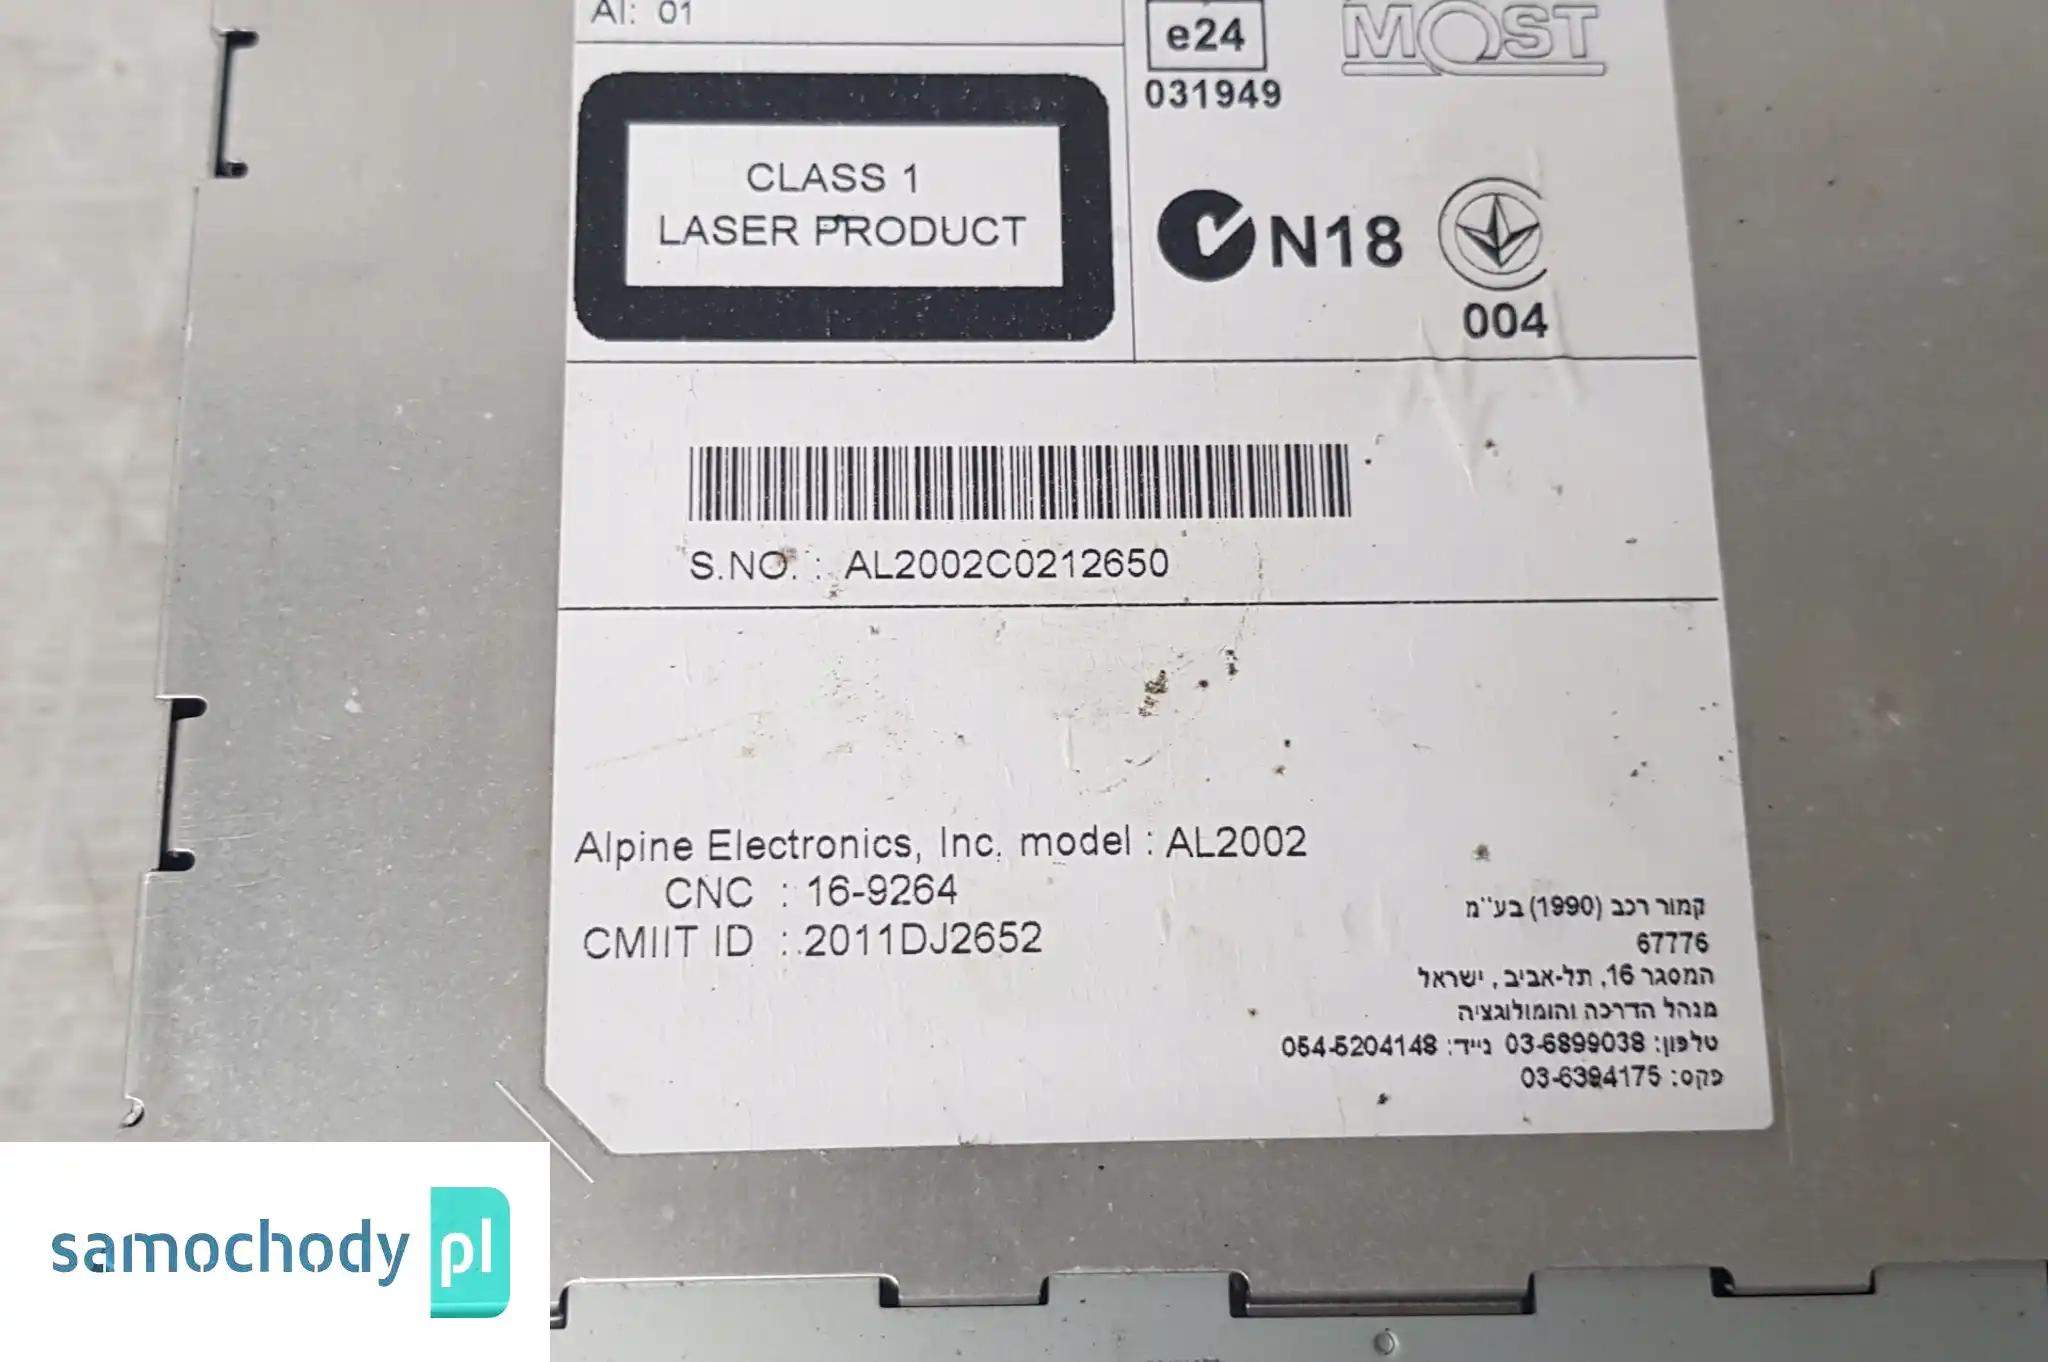 AI: 01
e24
MOST
031949
CLASS 1
LASER PRODUCT
N18
004
S.NO. : AL2002C0212650
Alpine Electronics, Inc. model : AL2002
CNC : 16-9264
CMIIT ID : 2011DJ2652
קמור רכב (1990) בע''מ
67776
המסגר 16, תל-אביב, ישראל
מנהל הדרכה והומולוגציה
טלפון: 03-6899038 נייד: 054-5204148
פקס: 03-6394175
samochody pl